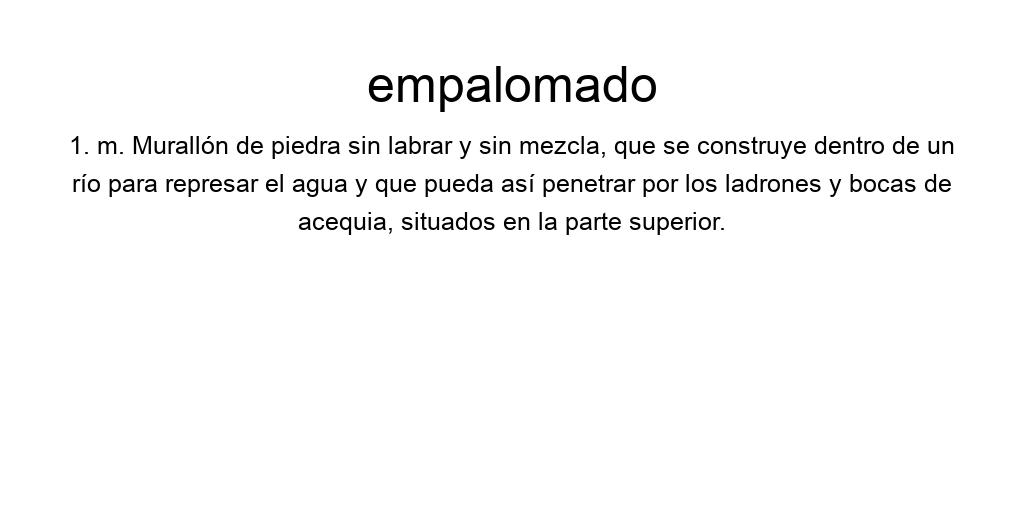 empalomado
1. m. Murallón de piedra sin labrar y sin mezcla, que se construye dentro de un
río para represar el agua y que pueda así penetrar por los ladrones y bocas de
acequia, situados en la parte superior.